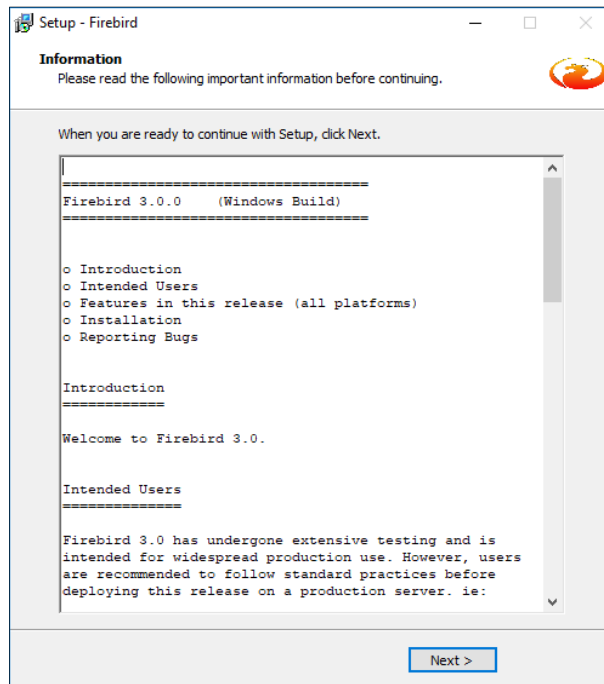 Setup - Firebird
Information
Please read the following important information before continuing.
When you are ready to continue with Setup, click Next.
====================================
Firebird 3.0.0    (Windows Build)
====================================
o Introduction
o Intended Users
o Features in this release (all platforms)
o Installation
o Reporting Bugs
Introduction
============
Welcome to Firebird 3.0.
Intended Users
==============
Firebird 3.0 has undergone extensive testing and is
intended for widespread production use. However, users
are recommended to follow standard practices before
deploying this release on a production server. ie:
Next >